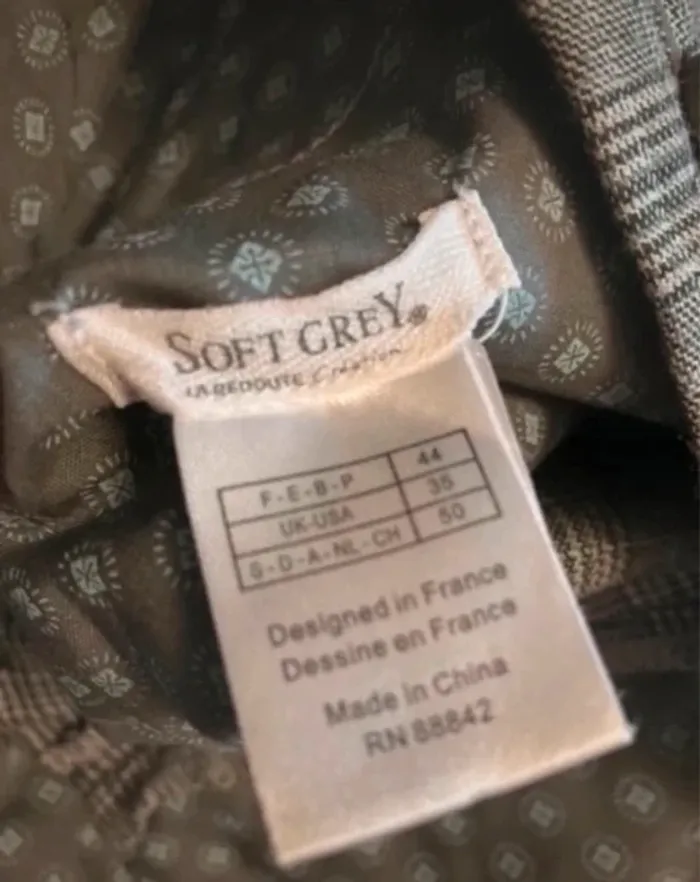 SOFT GREY®
LA REDOUTE Création
F-E-B-P 44
UK-USA 35
S-D-A-NL-CH 50
Designed in France
Dessine en France
Made in China
RN 88842